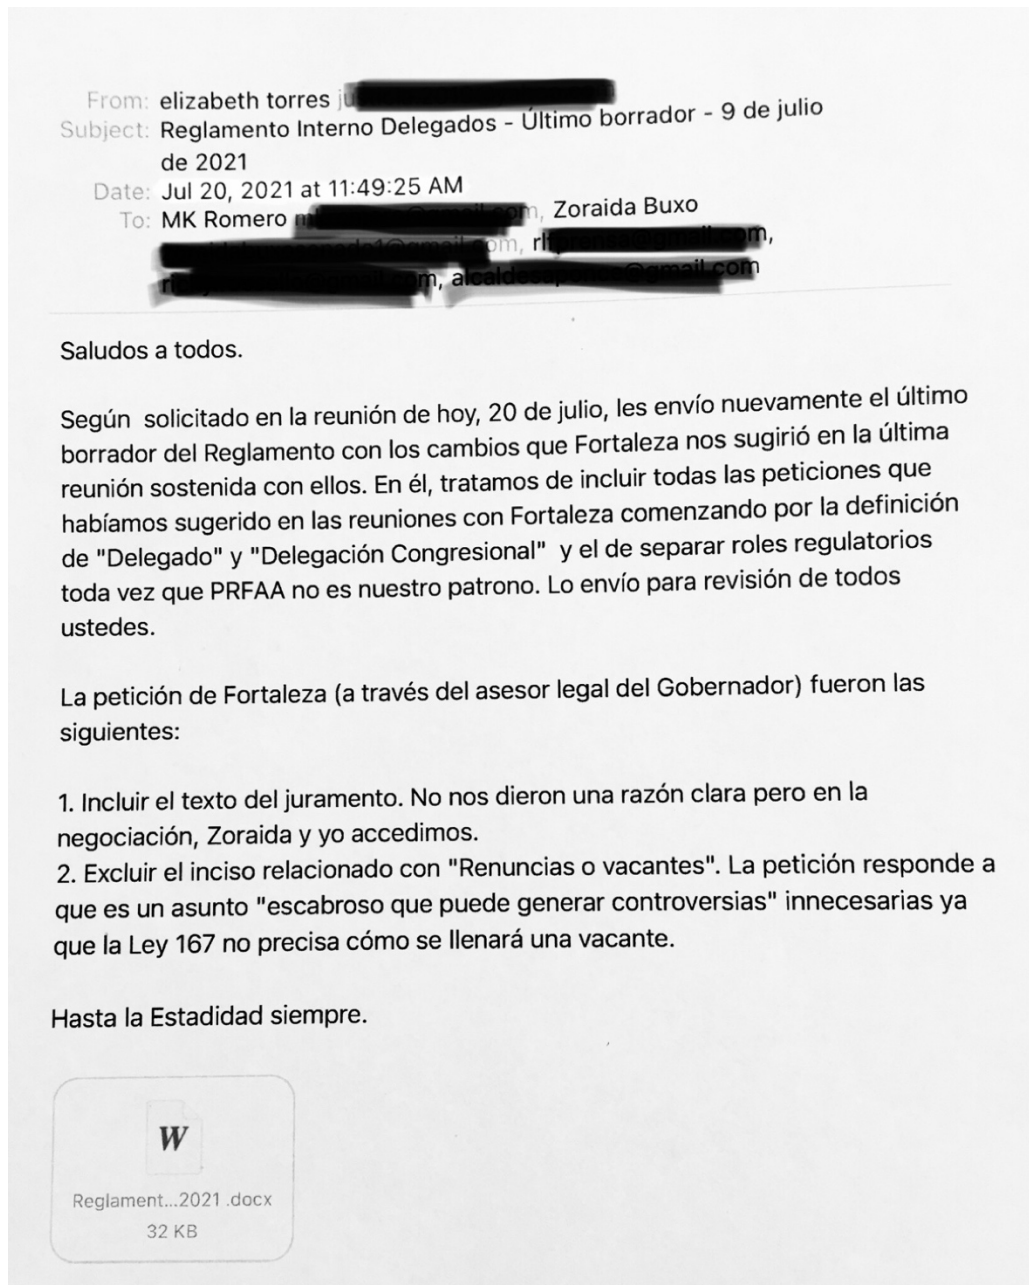 From: elizabeth torres
Subject: Reglamento Interno Delegados - Último borrador - 9 de julio
de 2021
Date: Jul 20, 2021 at 11:49:25 AM
To: MK Romero Zoraida Buxo
Saludos a todos.
Según solicitado en la reunión de hoy, 20 de julio, les envío nuevamente el último
borrador del Reglamento con los cambios que Fortaleza nos sugirió en la última
reunión sostenida con ellos. En él, tratamos de incluir todas las peticiones que
habíamos sugerido en las reuniones con Fortaleza comenzando por la definición
de "Delegado" y "Delegación Congresional" y el de separar roles regulatorios
toda vez que PRFAA no es nuestro patrono. Lo envío para revisión de todos
ustedes.
La petición de Fortaleza (a través del asesor legal del Gobernador) fueron las
siguientes:
1. Incluir el texto del juramento. No nos dieron una razón clara pero en la
negociación, Zoraida y yo accedimos.
2. Excluir el inciso relacionado con "Renuncias o vacantes". La petición responde a
que es un asunto "escabroso que puede generar controversias" innecesarias ya
que la Ley 167 no precisa cómo se llenará una vacante.
Hasta la Estadidad siempre.
W
Reglament...2021 .docx
32 KB